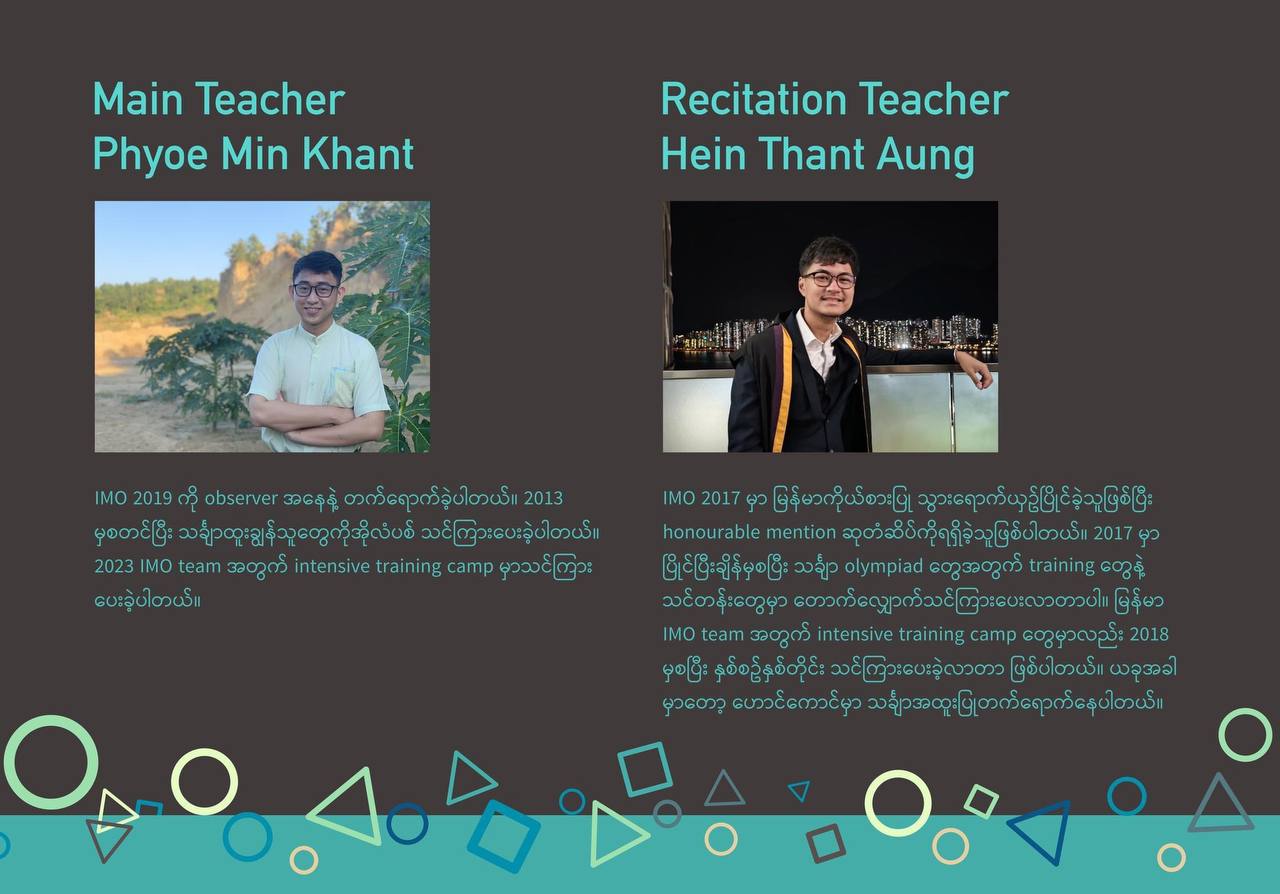 Main Teacher
Phyoe Min Khant
IMO 2019 ကို observer အနေနဲ့ တက်ရောက်ခဲ့ပါတယ်။ 2013
မှစတင်ပြီး သင်္ချာထူးချွန်သူတွေကိုအိုလံပစ် သင်ကြားပေးခဲ့ပါတယ်။
2023 IMO team အတွက် intensive training camp မှာသင်ကြား
ပေးခဲ့ပါတယ်။
Recitation Teacher
Hein Thant Aung
IMO 2017 မှာ မြန်မာကိုယ်စားပြု သွားရောက်ယှဥ်ပြိုင်ခဲ့သူဖြစ်ပြီး
honourable mention ဆုတံဆိပ်ကိုရရှိခဲ့သူဖြစ်ပါတယ်။ 2017 မှာ
ပြိုင်ပြီးချိန်မှစပြီး သင်္ချာ olympiad တွေအတွက် training တွေနဲ့
သင်တန်းတွေမှာ တောက်လျှောက်သင်ကြားပေးလာတာပါ။ မြန်မာ
IMO team အတွက် intensive training camp တွေမှာလည်း 2018
မှစပြီး နှစ်စဥ်နှစ်တိုင်း သင်ကြားပေးခဲ့လာတာ ဖြစ်ပါတယ်။ ယခုအခါ
မှာတော့ ဟောင်ကောင်မှာ သင်္ချာအထူးပြုတက်ရောက်နေပါတယ်။